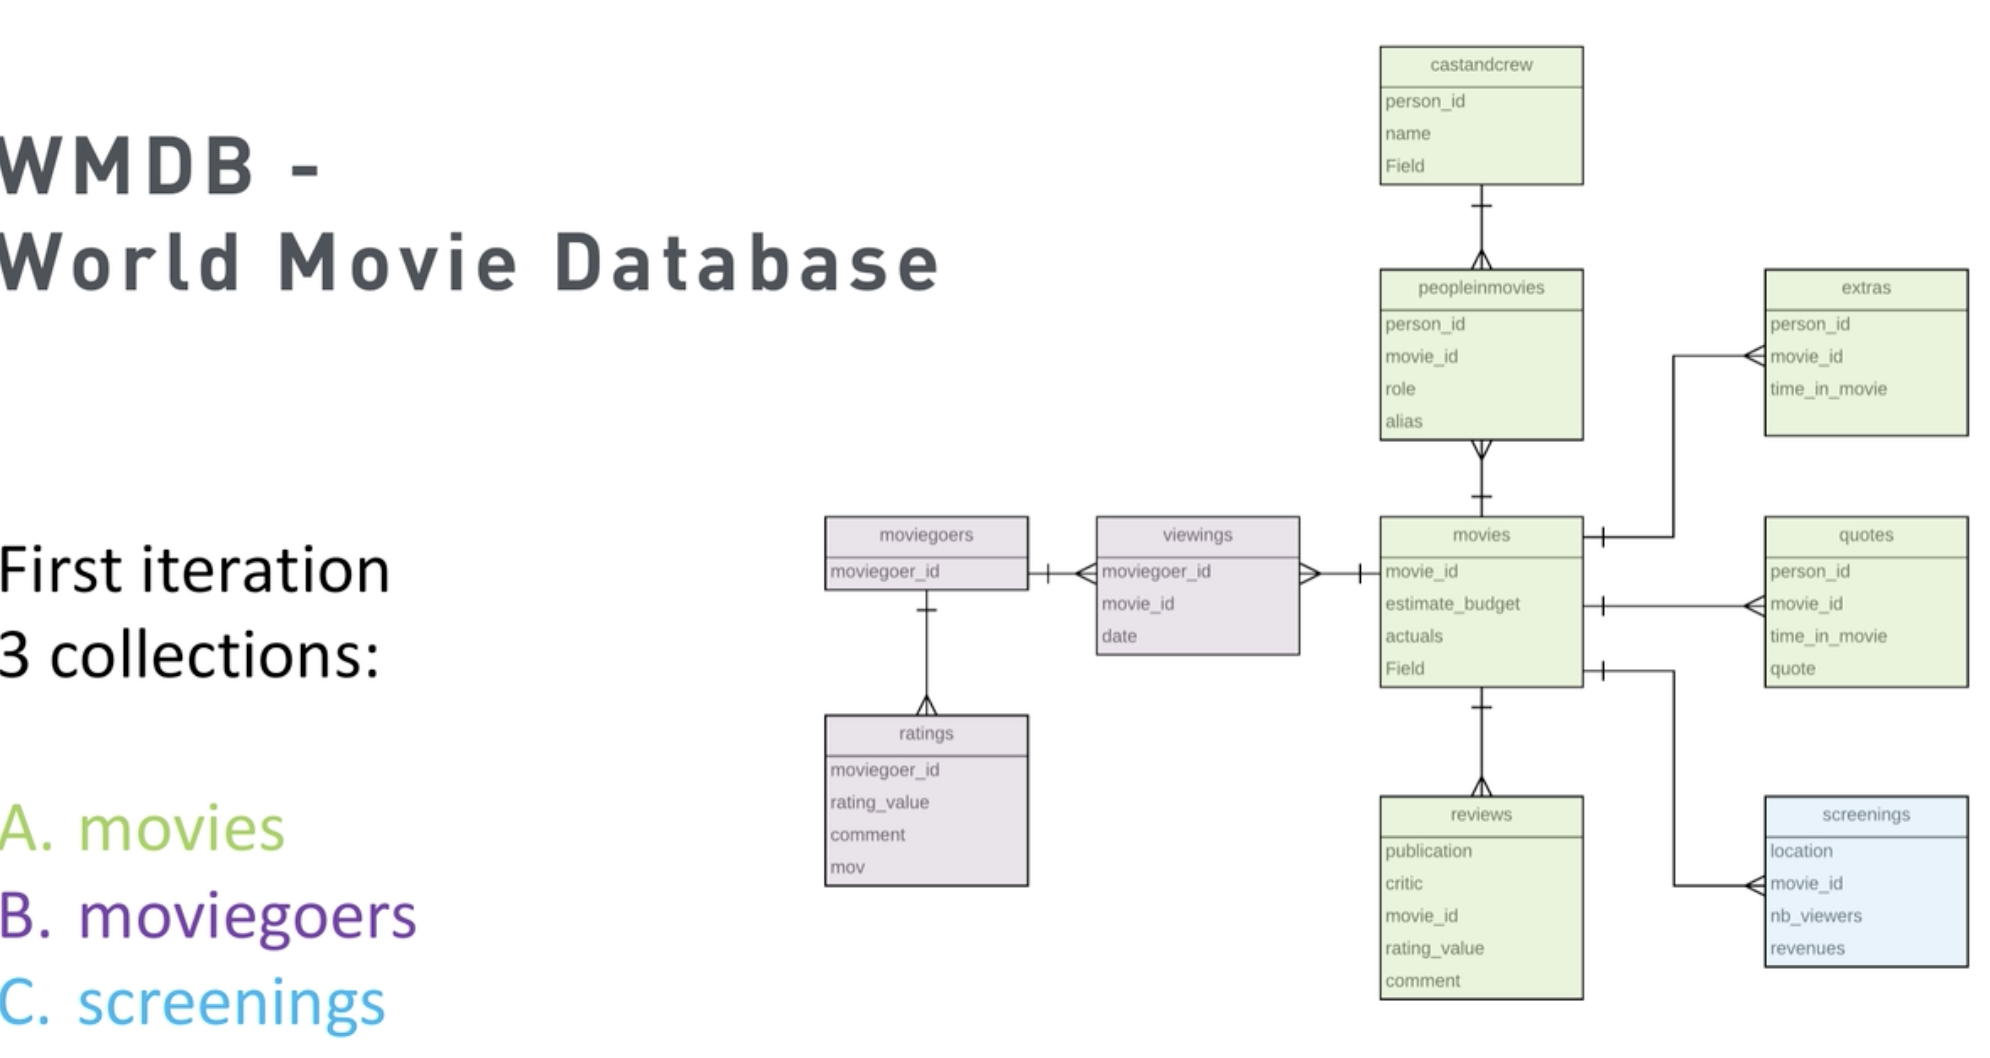 WMDB -
World Movie Database
First iteration
3 collections:
A. movies
B. moviegoers
C. screenings
castandcrew
person_id
name
Field
peopleinmovies
person_id
movie_id
role
alias
extras
person_id
movie_id
time_in_movie
moviegoers
moviegoer_id
viewings
moviegoer_id
movie_id
date
movies
movie_id
estimate_budget
actuals
Field
quotes
person_id
movie_id
time_in_movie
quote
ratings
moviegoer_id
rating_value
comment
mov
reviews
publication
critic
movie_id
rating_value
comment
screenings
location
movie_id
nb_viewers
revenues